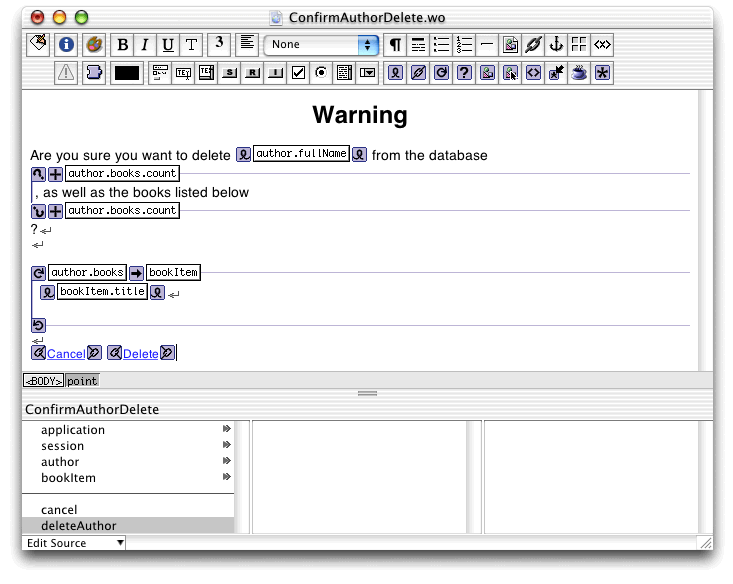 ConfirmAuthorDelete.wo
B I U T 3 None ¶
S R I ?
Warning
Are you sure you want to delete author.fullName from the database
author.books.count
, as well as the books listed below
author.books.count
?
author.books bookItem
bookItem.title
Cancel Delete
<BODY> point
ConfirmAuthorDelete
application
session
author
bookItem
cancel
deleteAuthor
Edit Source